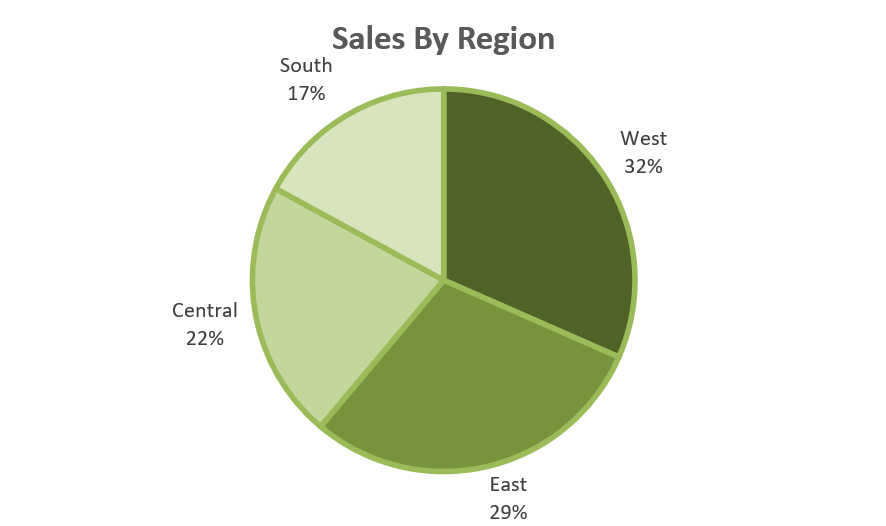 Sales By Region
South
17%
West
32%
Central
22%
East
29%